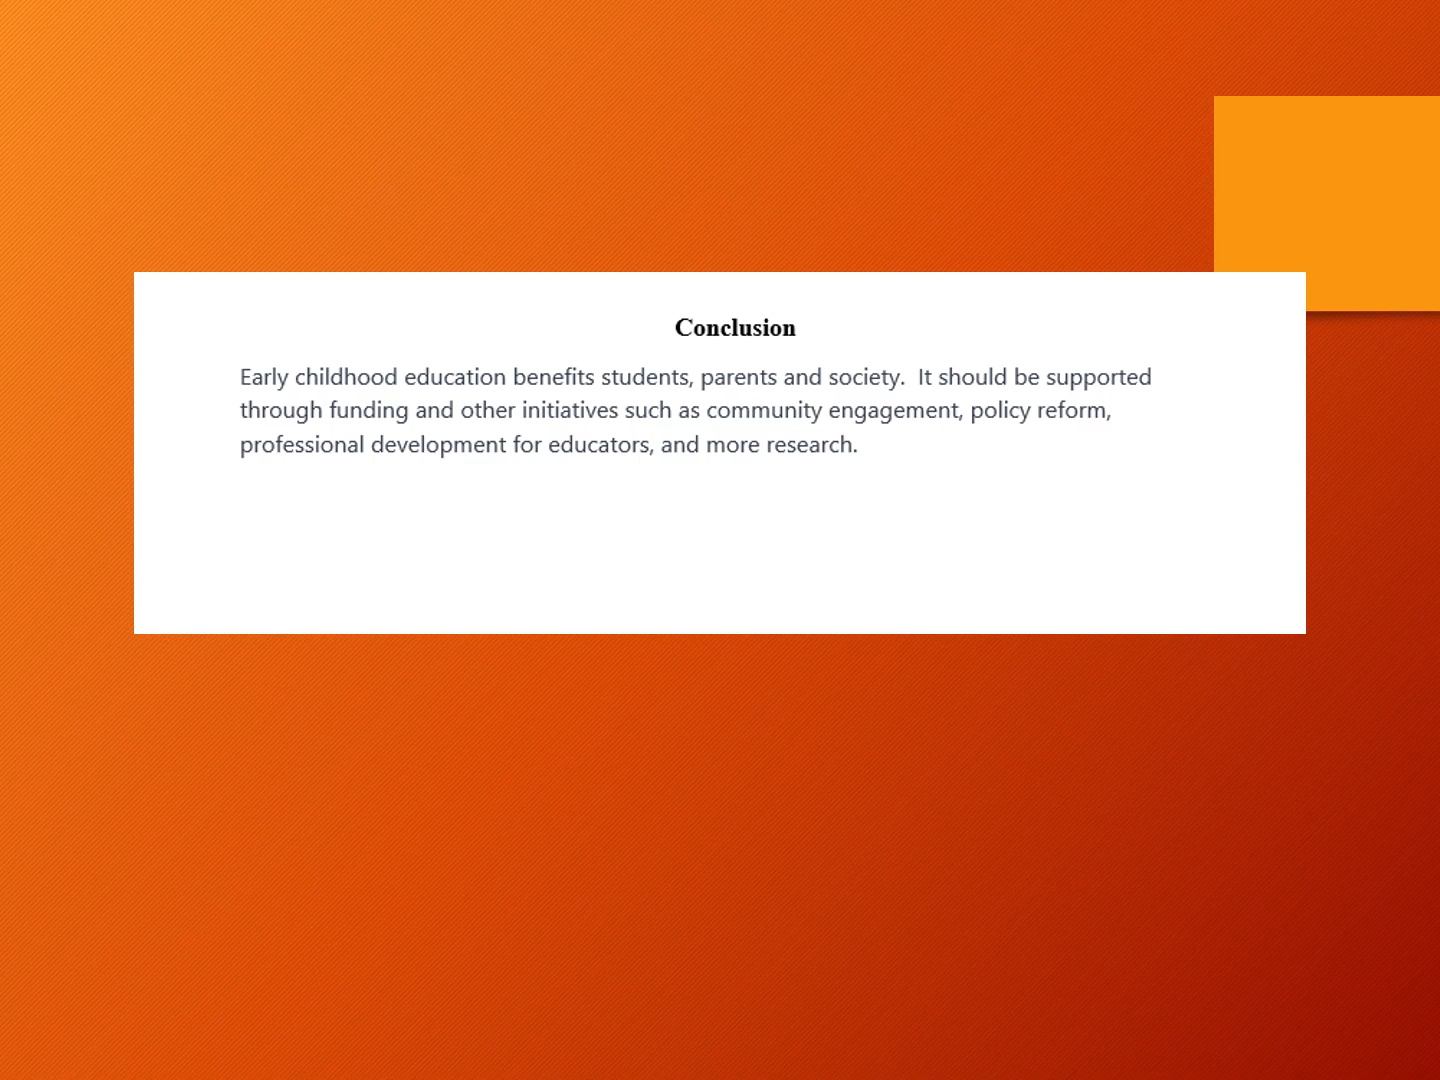 Conclusion
Early childhood education benefits students, parents and society.  It should be supported
through funding and other initiatives such as community engagement, policy reform,
professional development for educators, and more research.